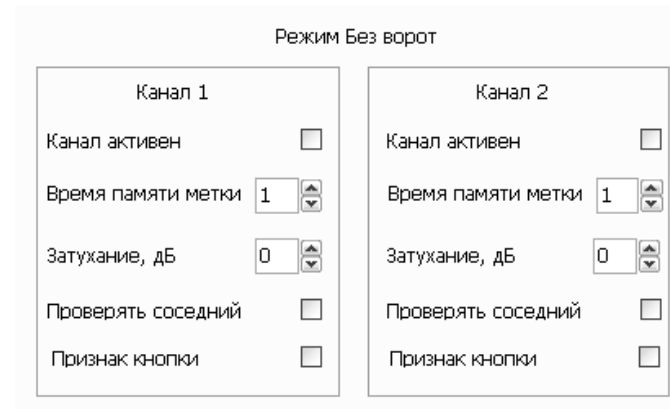 Режим Без ворот
Канал 1
Канал активен
Время памяти метки 1
Затухание, дБ 0
Проверять соседний
Признак кнопки
Канал 2
Канал активен
Время памяти метки 1
Затухание, дБ 0
Проверять соседний
Признак кнопки